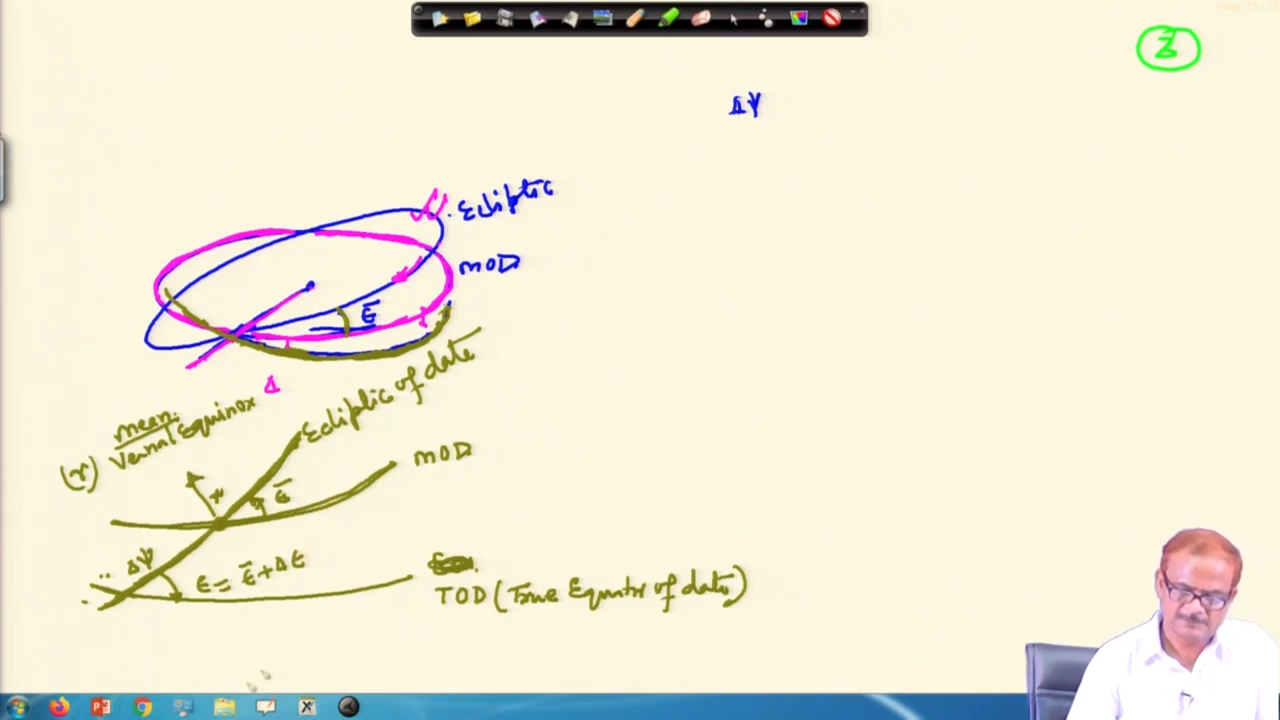 3
Δψ
Ecliptic
MOD
ε̄
Δ
mean
(r) Vernal Equinox
Ecliptic of date
MOD
r
ε̄
Δψ
ε = ε̄ + Δε
TOD (True Equator of date)